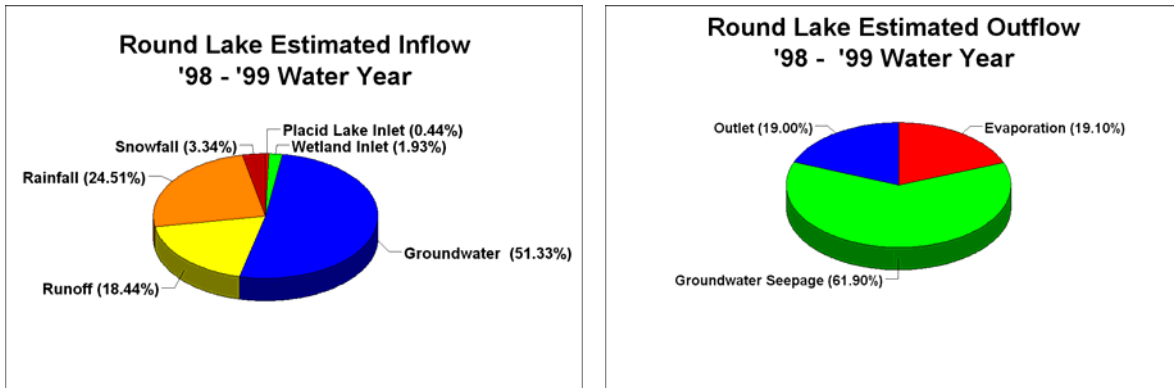 Round Lake Estimated Inflow
'98 - '99 Water Year
Placid Lake Inlet (0.44%)
Snowfall (3.34%)
Wetland Inlet (1.93%)
Rainfall (24.51%)
Groundwater (51.33%)
Runoff (18.44%)
Round Lake Estimated Outflow
'98 - '99 Water Year
Outlet (19.00%)
Evaporation (19.10%)
Groundwater Seepage (61.90%)